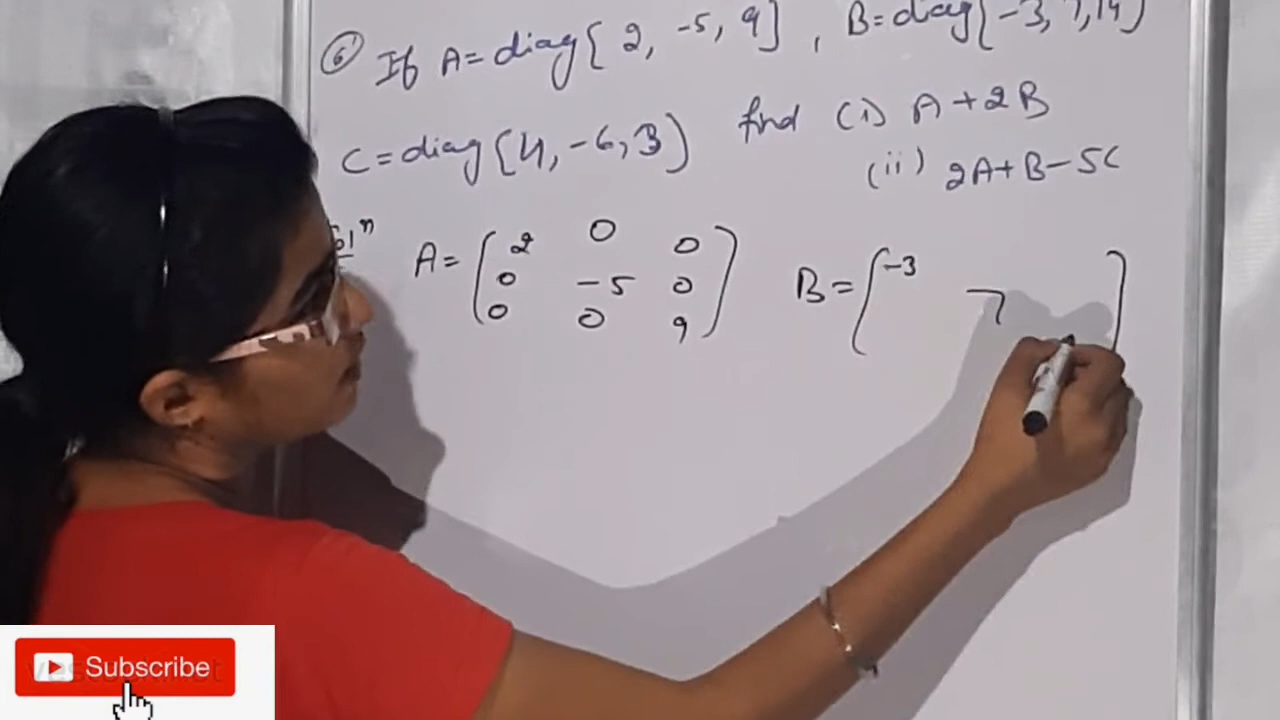 6 If A=diag[2, -5, 9], B=diag[-3, 7, 14]
C=diag[4, -6, 3] find (i) A+2B
(ii) 2A+B-5C
A= [2 0 0 B= [-3
0 -5 0 7
0 0 9]
Subscribe